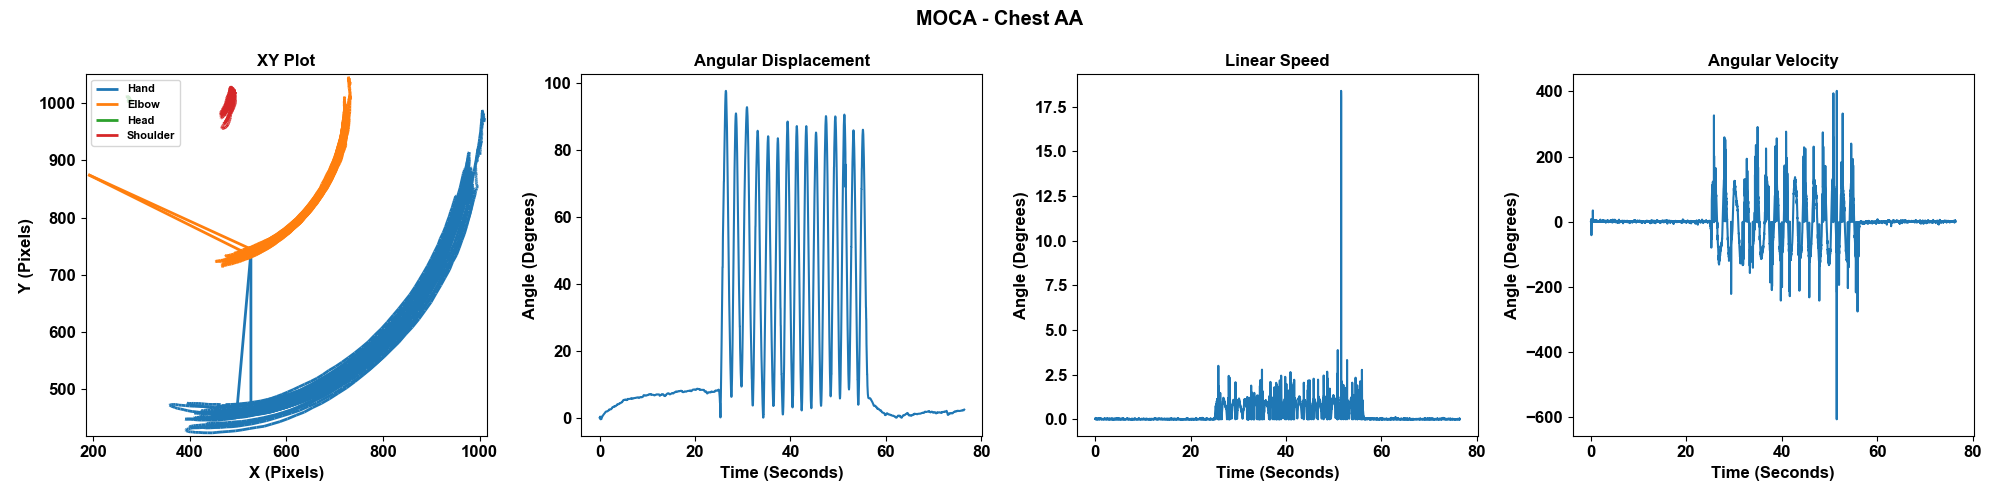 MOCA - Chest AA
XY Plot
Hand
Elbow
Head
Shoulder
1000
900
800
700
600
500
200
400
600
800
1000
Y (Pixels)
X (Pixels)
Angular Displacement
100
80
60
40
20
0
0
20
40
60
80
Angle (Degrees)
Time (Seconds)
Linear Speed
17.5
15.0
12.5
10.0
7.5
5.0
2.5
0.0
0
20
40
60
80
Angle (Degrees)
Time (Seconds)
Angular Velocity
400
200
0
−200
−400
−600
0
20
40
60
80
Angle (Degrees)
Time (Seconds)